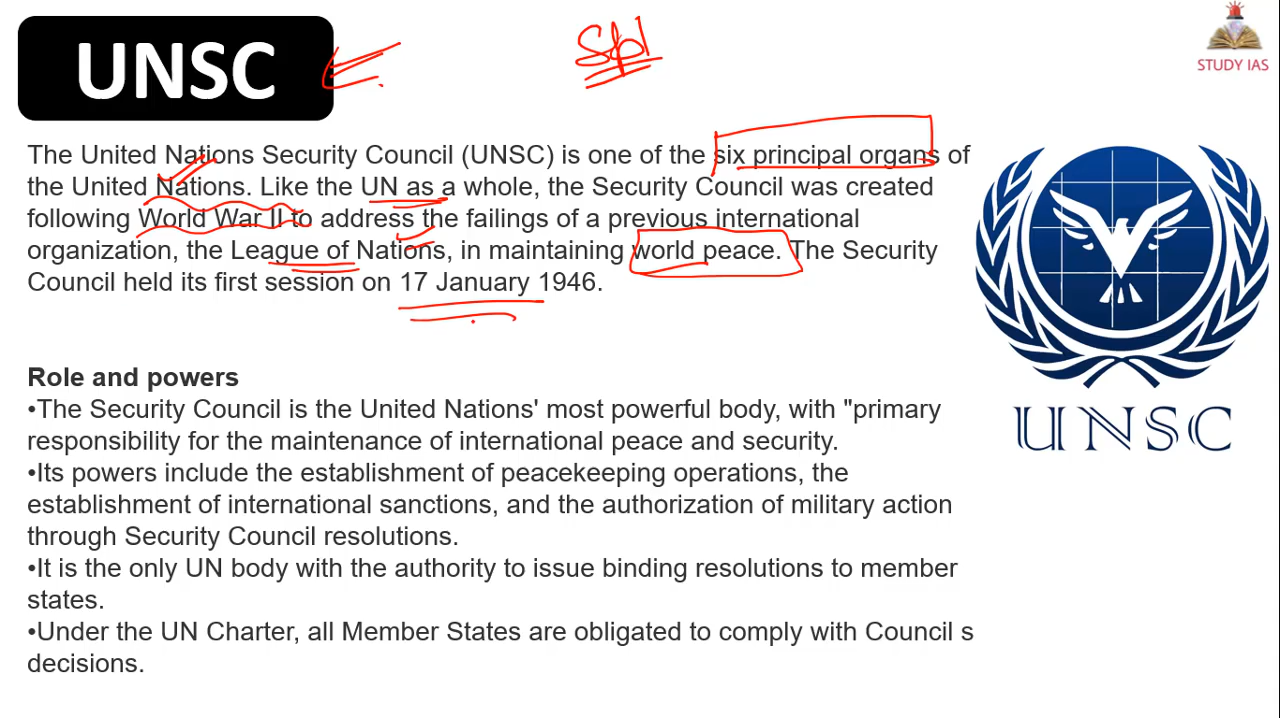 UNSC
Spl
STUDY IAS
The United Nations Security Council (UNSC) is one of the six principal organs of
the United Nations. Like the UN as a whole, the Security Council was created
following World War II to address the failings of a previous international
organization, the League of Nations, in maintaining world peace. The Security
Council held its first session on 17 January 1946.
UNSC
Role and powers
•The Security Council is the United Nations' most powerful body, with "primary
responsibility for the maintenance of international peace and security.
•Its powers include the establishment of peacekeeping operations, the
establishment of international sanctions, and the authorization of military action
through Security Council resolutions.
•It is the only UN body with the authority to issue binding resolutions to member
states.
•Under the UN Charter, all Member States are obligated to comply with Council s
decisions.